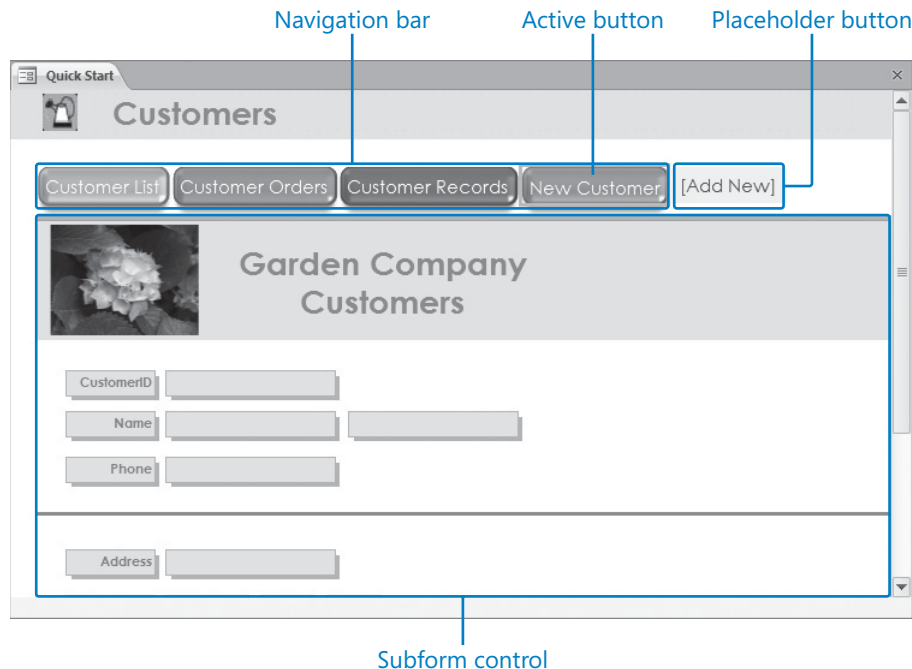 Navigation bar Active button Placeholder button
Quick Start
Customers
Customer List Customer Orders Customer Records New Customer [Add New]
Garden Company
Customers
CustomerID
Name
Phone
Address
Subform control